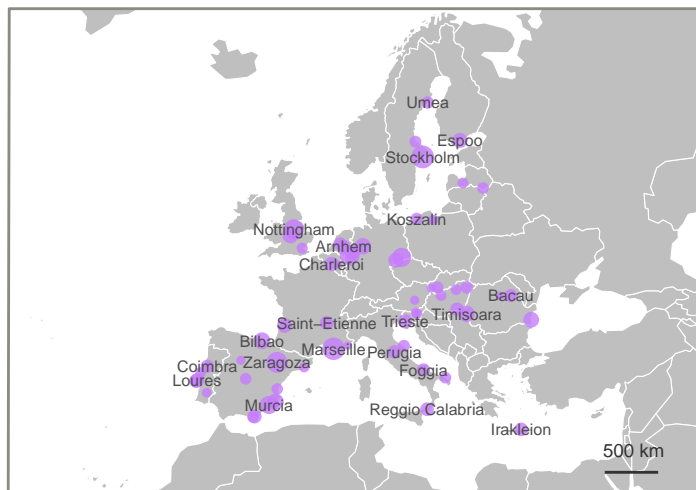 Umea
Espoo
Stockholm
Koszalin
Nottingham
Arnhem
Charleroi
Bacau
Timisoara
Saint−Etienne
Trieste
Bilbao
Marseille
Perugia
Coimbra
Zaragoza
Foggia
Loures
Murcia
Reggio Calabria
Irakleion
500 km